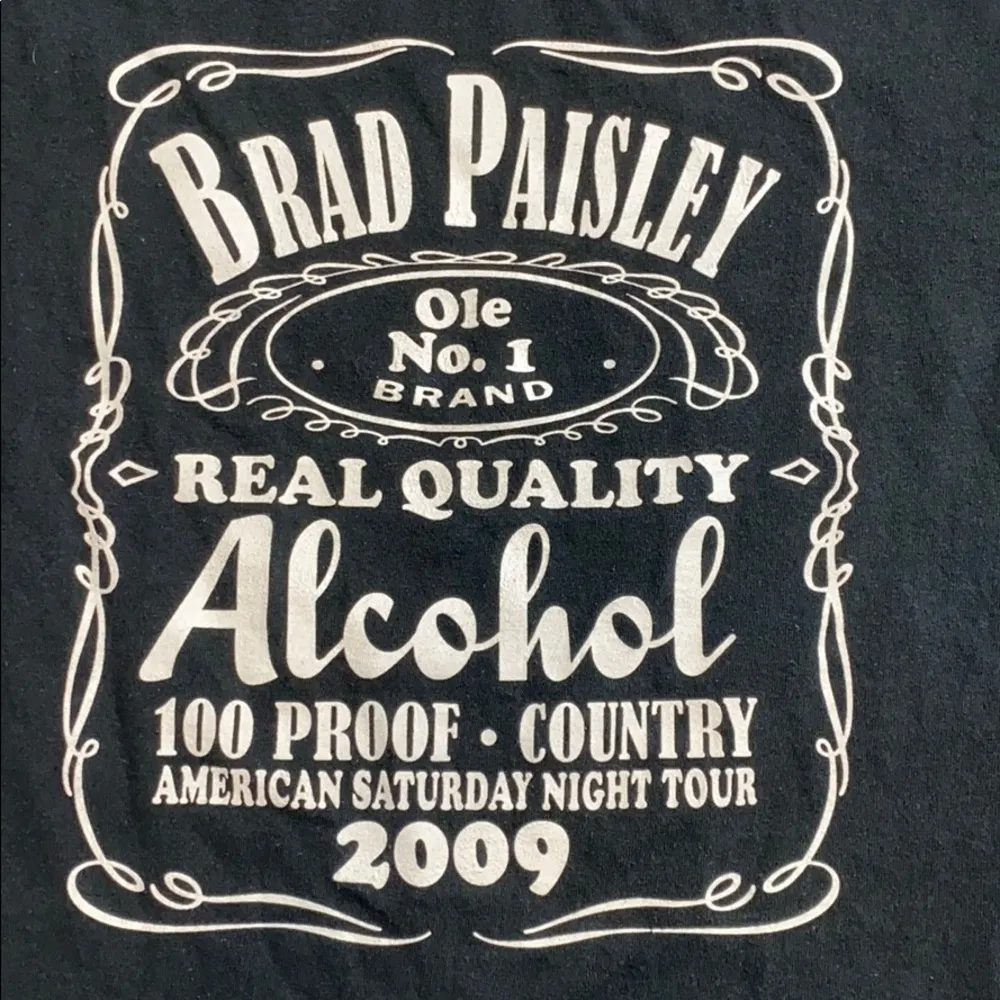 BRAD PAISLEY
Ole
No. 1
BRAND
REAL QUALITY
Alcohol
100 PROOF · COUNTRY
AMERICAN SATURDAY NIGHT TOUR
2009